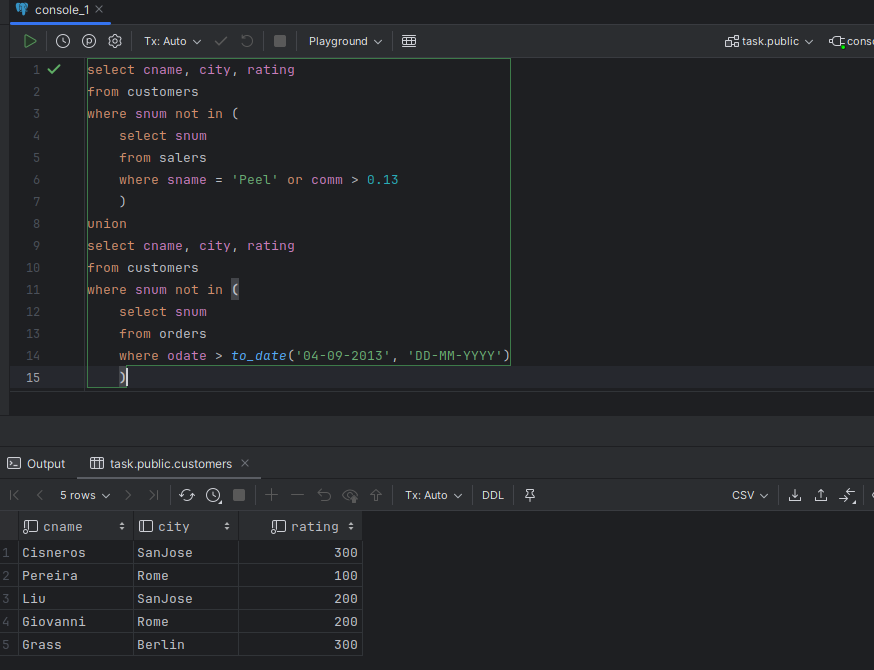 console_1
Tx: Auto Playground task.public conso
1 select cname, city, rating
2 from customers
3 where snum not in (
4 select snum
5 from salers
6 where sname = 'Peel' or comm > 0.13
7 )
8 union
9 select cname, city, rating
10 from customers
11 where snum not in (
12 select snum
13 from orders
14 where odate > to_date('04-09-2013', 'DD-MM-YYYY')
15 )
Output task.public.customers
5 rows Tx: Auto DDL CSV
cname city rating
1 Cisneros SanJose 300
2 Pereira Rome 100
3 Liu SanJose 200
4 Giovanni Rome 200
5 Grass Berlin 300